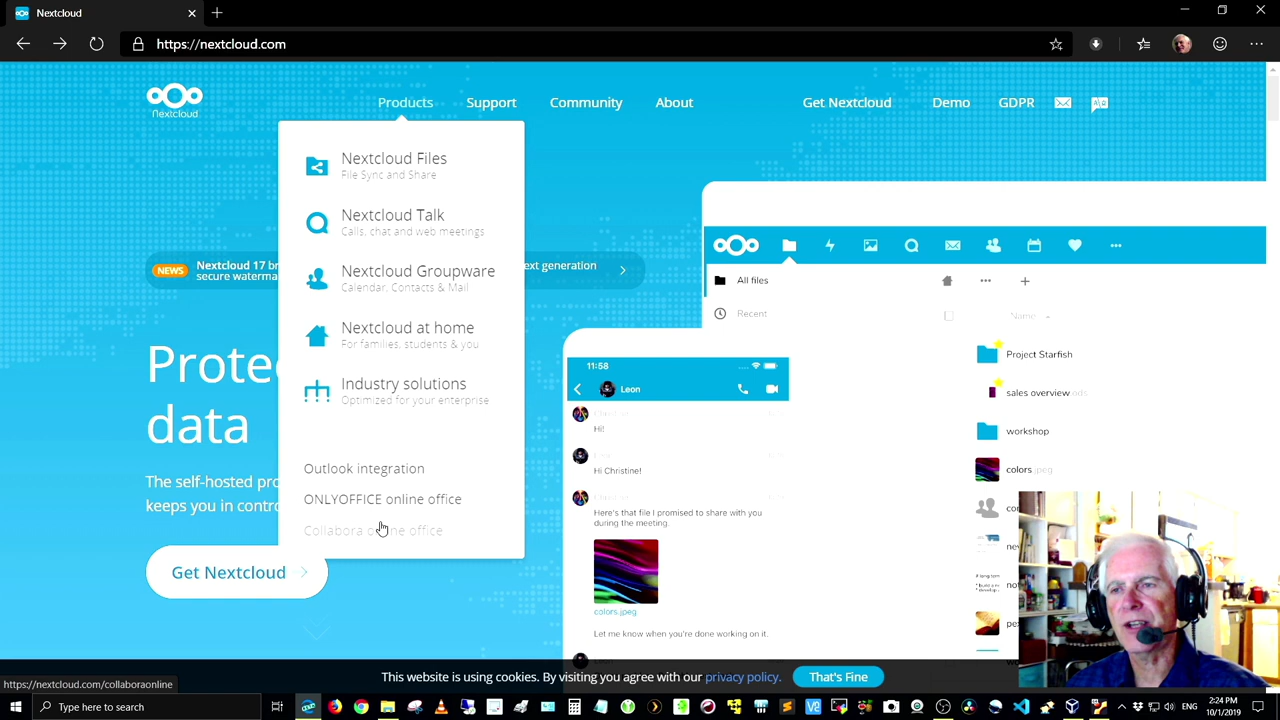 Nextcloud
https://nextcloud.com
Nextcloud
Products
Support
Community
About
Get Nextcloud
Demo
GDPR
Nextcloud Files
File Sync and Share
Nextcloud Talk
Calls, chat and web meetings
Nextcloud Groupware
Calendar, Contacts & Mail
Nextcloud at home
For families, students & you
Industry solutions
Optimized for your enterprise
Outlook integration
ONLYOFFICE online office
Collabora online office
NEWS
Nextcloud 17 br
ext generation
secure waterma
Prote
data
The self-hosted pro
keeps you in contro
Get Nextcloud
All files
Recent
Name
Project Starfish
sales overview.ods
workshop
colors.jpeg
11:58
Leon
Hi!
Hi Christine!
Here's that file I promised to share with you
during the meeting.
colors.jpeg
Let me know when you're done working on it.
This website is using cookies. By visiting you agree with our privacy policy.
That's Fine
https://nextcloud.com/collaboraonline
Type here to search
ENG
2:24 PM
10/1/2019